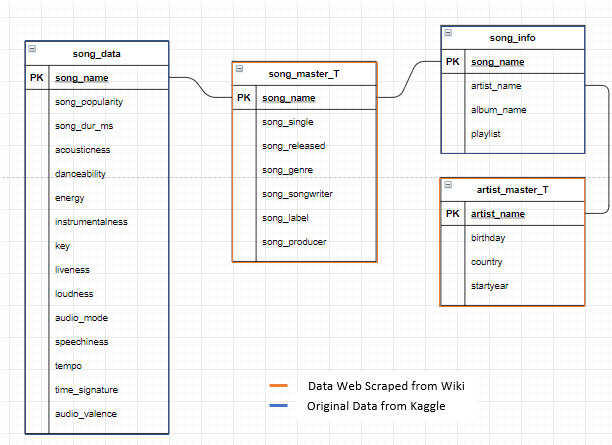 song_data
PK song_name
song_popularity
song_dur_ms
acousticness
danceability
energy
instrumentalness
key
liveness
loudness
audio_mode
speechiness
tempo
time_signature
audio_valence
song_master_T
PK song_name
song_single
song_released
song_genre
song_songwriter
song_label
song_producer
song_info
PK song_name
artist_name
album_name
playlist
artist_master_T
PK artist_name
birthday
country
startyear
Data Web Scraped from Wiki
Original Data from Kaggle